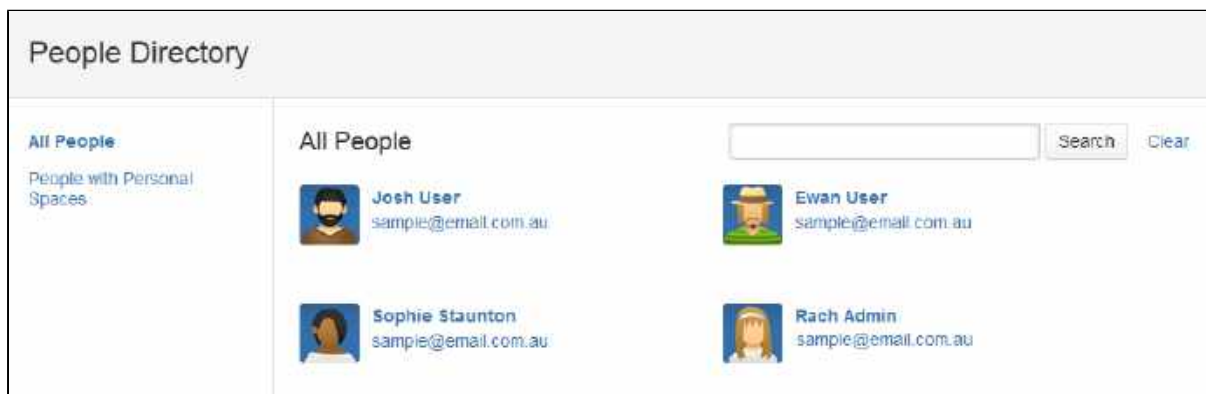 People Directory
All People
People with Personal
Spaces
All People
Search
Clear
Josh User
sample@email.com.au
Ewan User
sample@email.com.au
Sophie Staunton
sample@email.com.au
Rach Admin
sample@email.com.au